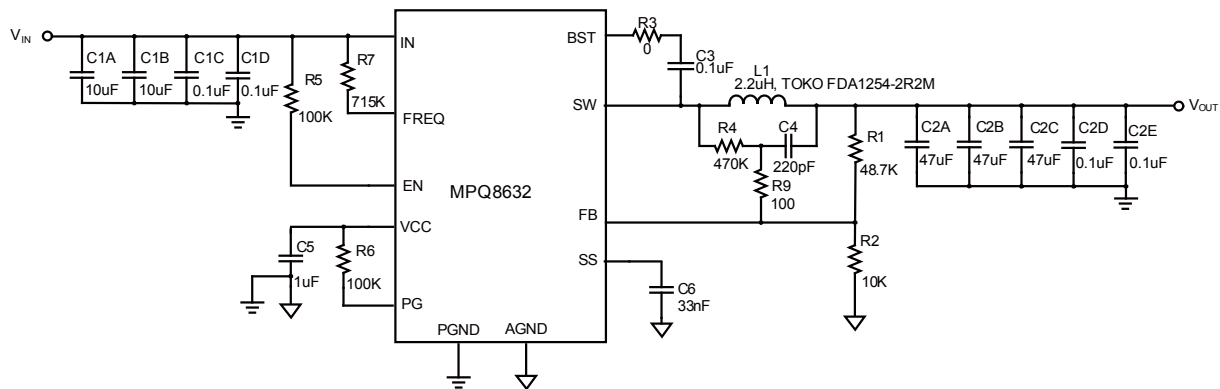 VIN
C1A
10uF
C1B
10uF
C1C
0.1uF
C1D
0.1uF
R5
100K
R7
715K
IN
FREQ
EN
VCC
PG
C5
1uF
R6
100K
MPQ8632
PGND
AGND
BST
SW
FB
SS
R3
0
C3
0.1uF
L1
2.2uH, TOKO FDA1254-2R2M
R4
470K
C4
220pF
R9
100
R1
48.7K
R2
10K
C6
33nF
C2A
47uF
C2B
47uF
C2C
47uF
C2D
0.1uF
C2E
0.1uF
VOUT